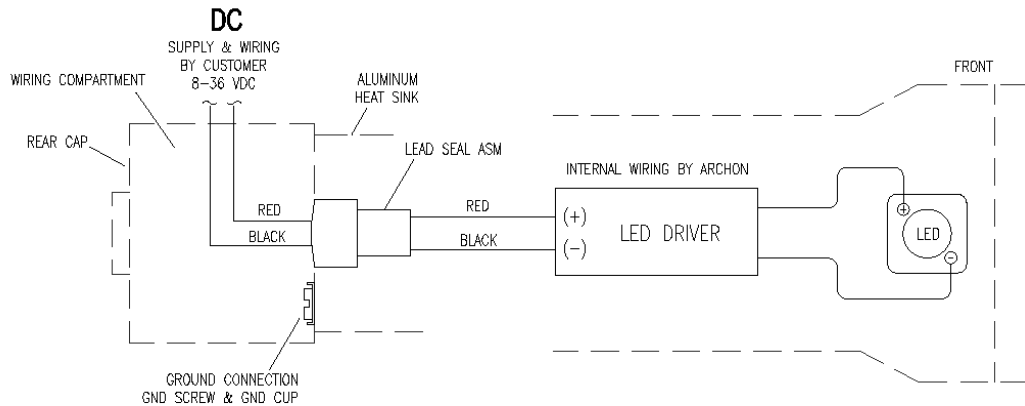 DC
SUPPLY & WIRING
BY CUSTOMER
8-36 VDC
WIRING COMPARTMENT
ALUMINUM
HEAT SINK
FRONT
REAR CAP
LEAD SEAL ASM
INTERNAL WIRING BY ARCHON
RED
RED
(+)
BLACK
BLACK
(-)
LED DRIVER
+
LED
-
GROUND CONNECTION
GND SCREW & GND CUP